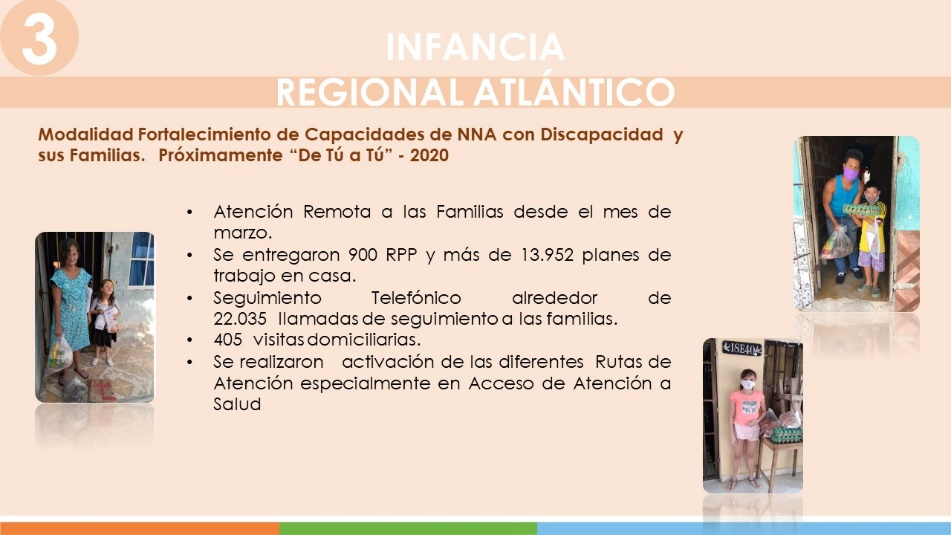 3
INFANCIA
REGIONAL ATLÁNTICO
Modalidad Fortalecimiento de Capacidades de NNA con Discapacidad y
sus Familias. Próximamente “De Tú a Tú” - 2020
• Atención Remota a las Familias desde el mes de
marzo.
• Se entregaron 900 RPP y más de 13.952 planes de
trabajo en casa.
• Seguimiento Telefónico alrededor de
22.035 llamadas de seguimiento a las familias.
• 405 visitas domiciliarias.
• Se realizaron activación de las diferentes Rutas de
Atención especialmente en Acceso de Atención a
Salud
18E40